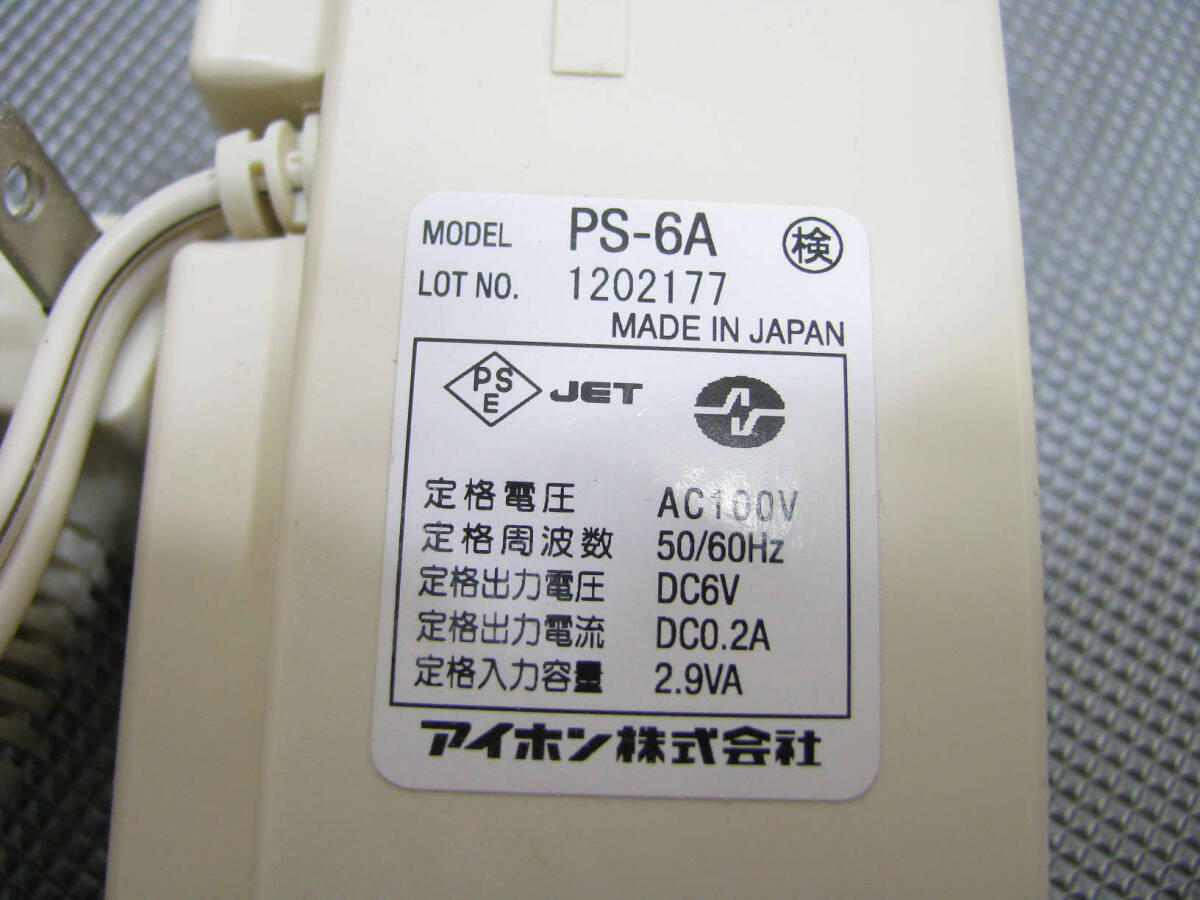 MODEL PS-6A 検
LOT NO. 1202177
MADE IN JAPAN
PS E JET
定格電圧 AC100V
定格周波数 50/60Hz
定格出力電圧 DC6V
定格出力電流 DC0.2A
定格入力容量 2.9VA
アイホン株式会社